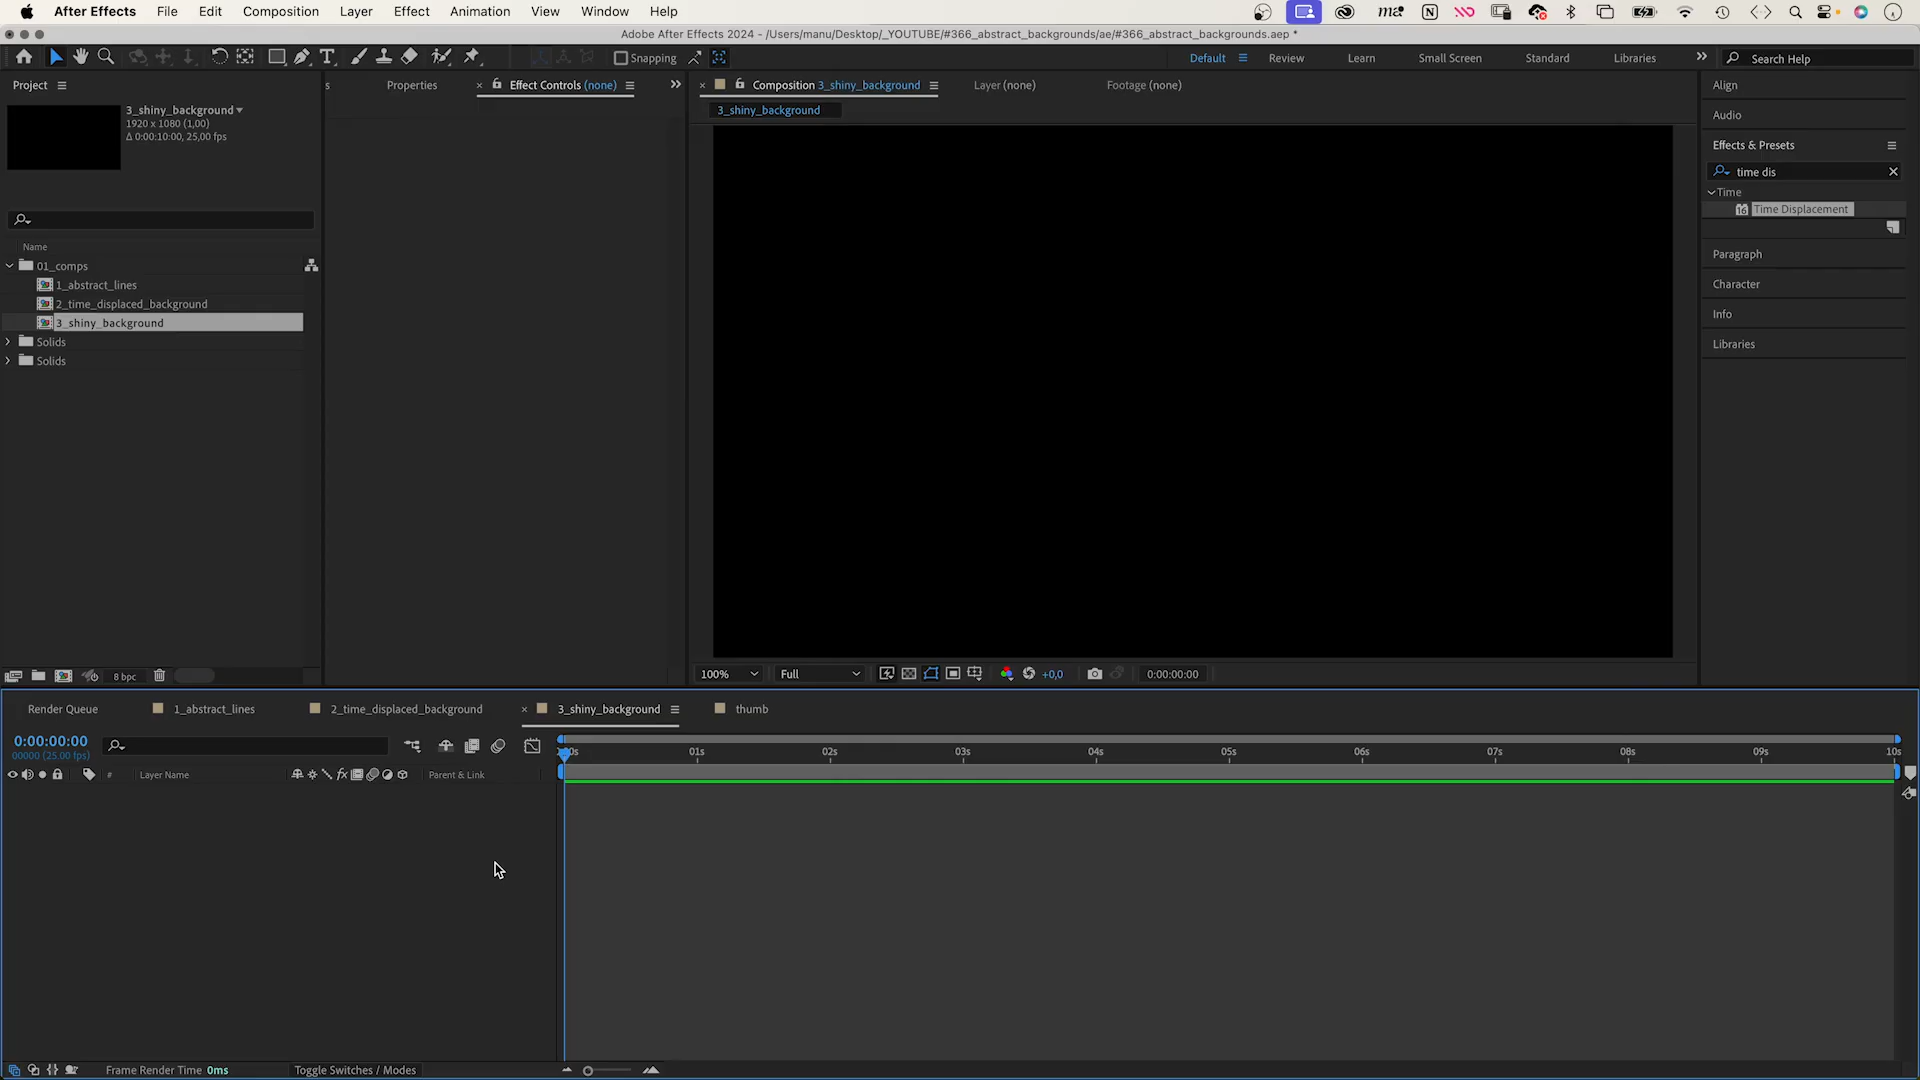 After Effects File Edit Composition Layer Effect Animation View Window Help
Adobe After Effects 2024 - /Users/manu/Desktop/_YOUTUBE/#366_abstract_backgrounds/ae/#366_abstract_backgrounds.aep *
Snapping Default Review Learn Small Screen Standard Libraries Search Help
Project s Properties Effect Controls (none) Composition 3_shiny_background Layer (none) Footage (none) Align
3_shiny_background
1920 x 1080 (1,00)
Δ 0:00:10:00, 25,00 fps
3_shiny_background
Audio
Effects & Presets
time dis
Time
16 Time Displacement
Paragraph
Character
Info
Libraries
Name
01_comps
1_abstract_lines
2_time_displaced_background
3_shiny_background
Solids
Solids
8 bpc
100% Full +0,0 0:00:00:00
Render Queue 1_abstract_lines 2_time_displaced_background 3_shiny_background thumb
0:00:00:00
00000 (25.00 fps)
:00s 01s 02s 03s 04s 05s 06s 07s 08s 09s 10s
# Layer Name fx Parent & Link
Frame Render Time 0ms Toggle Switches / Modes